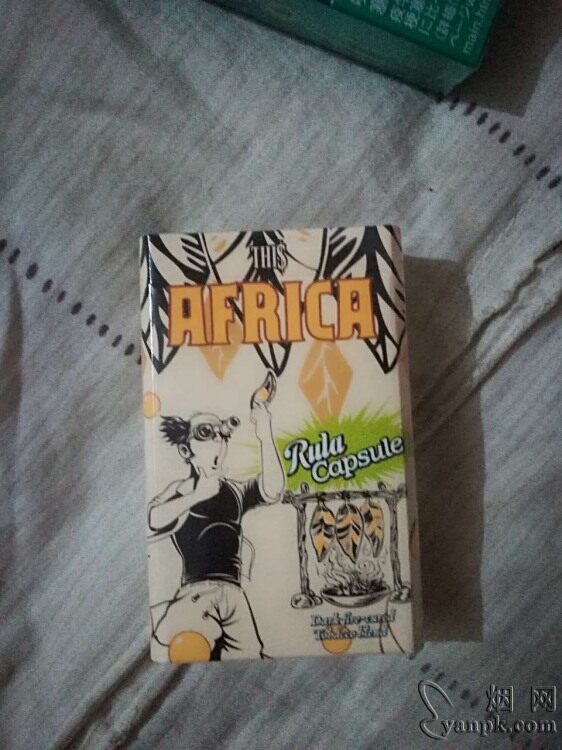 THIS
AFRICA
Rula
Capsule
Dark-fire-cured
Tobacco blend
烟网
yanpk.com